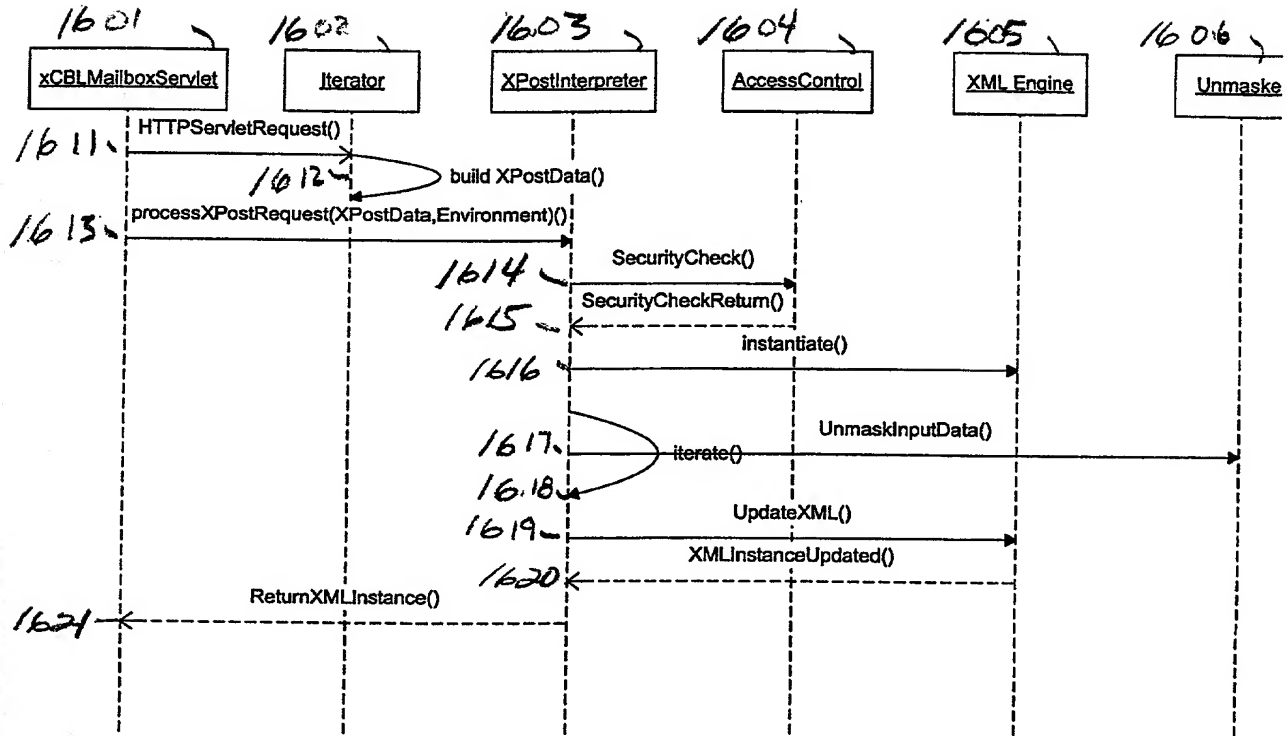 1601 1602 1603 1604 1605 1606
xCBLMailboxServlet Iterator XPostInterpreter AccessControl XML Engine Unmaske
HTTPServletRequest()
1611
1612 build XPostData()
processXPostRequest(XPostData,Environment)()
1613
1614 SecurityCheck()
SecurityCheckReturn()
1615
instantiate()
1616
UnmaskInputData()
1617 iterate()
1618
UpdateXML()
1619
XMLInstanceUpdated()
1620
ReturnXMLInstance()
1621